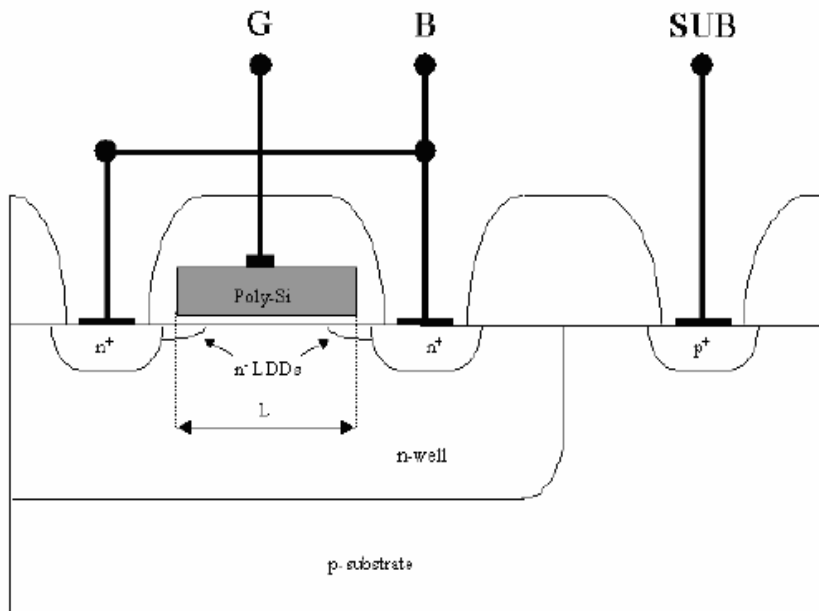 G B SUB
Poly-Si
n+ n+ p+
n- LDDs
L
n-well
p- substrate